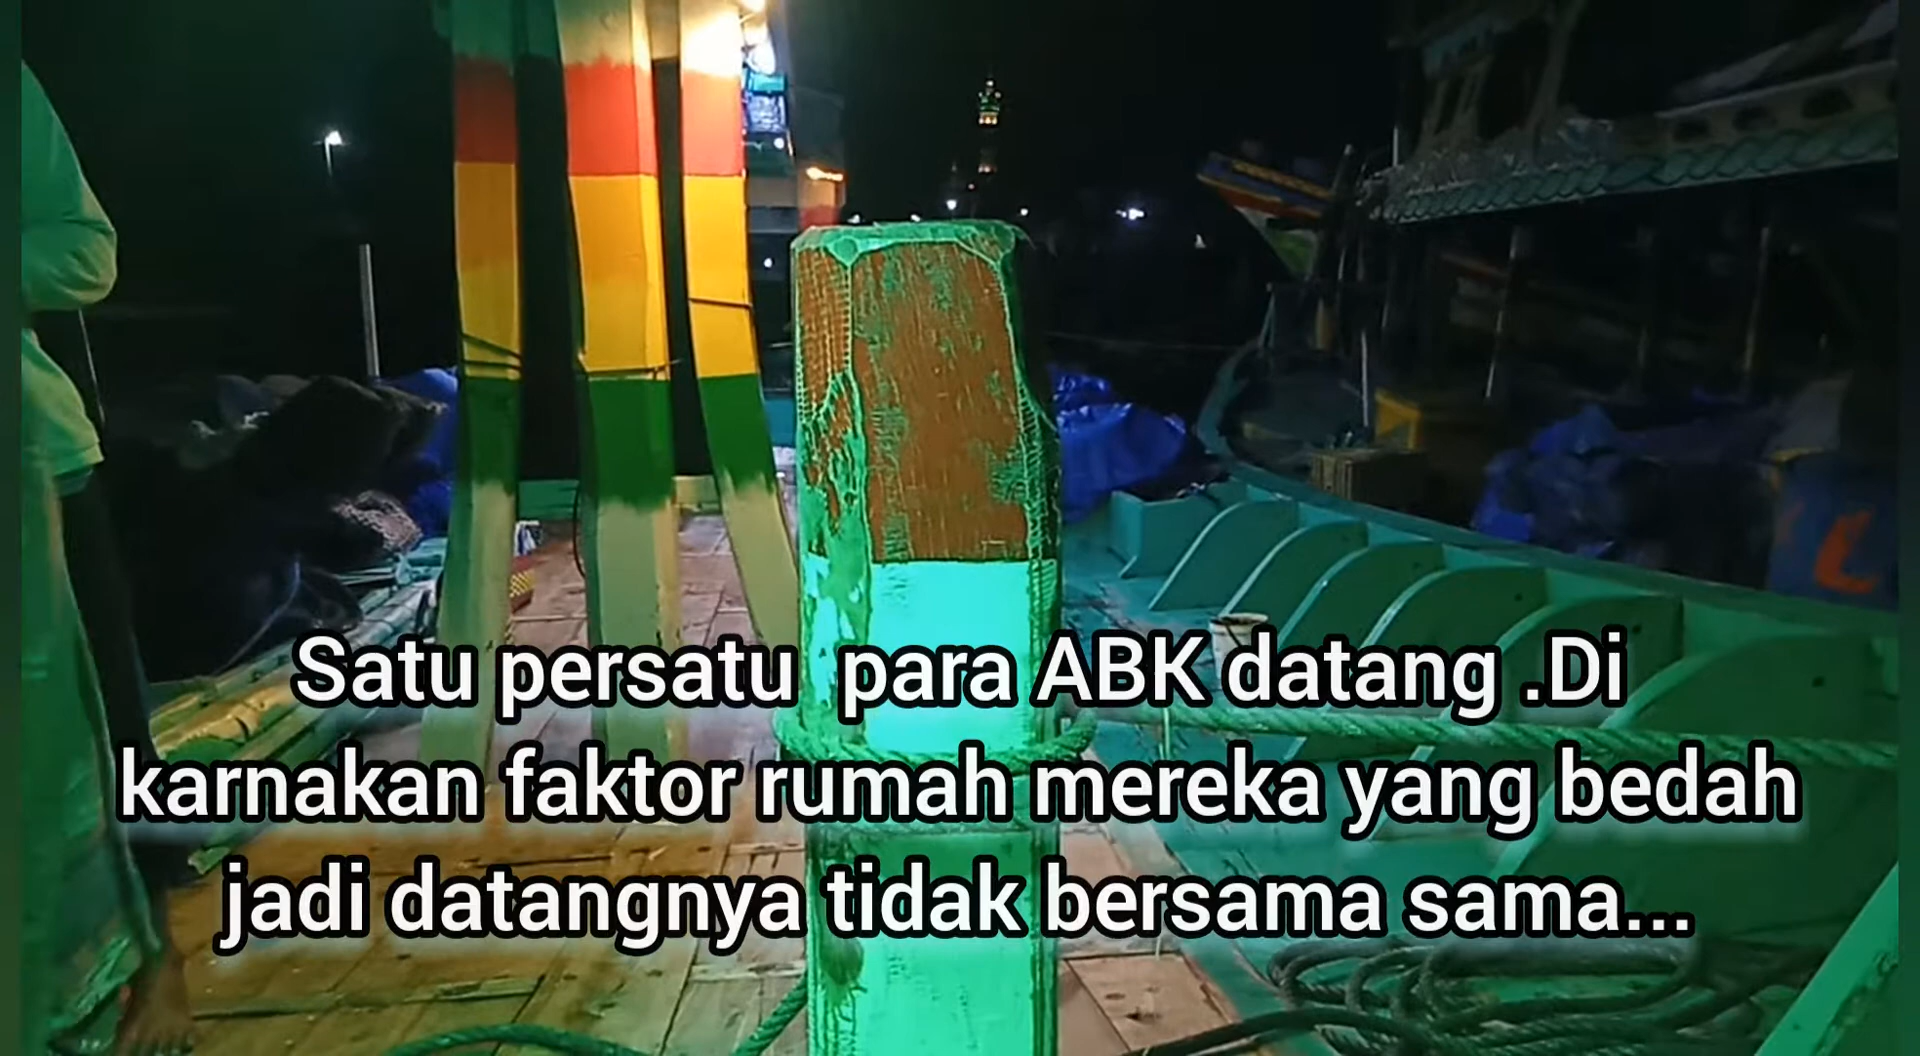 Satu persatu  para ABK datang .Di
karnakan faktor rumah mereka yang bedah
jadi datangnya tidak bersama sama...